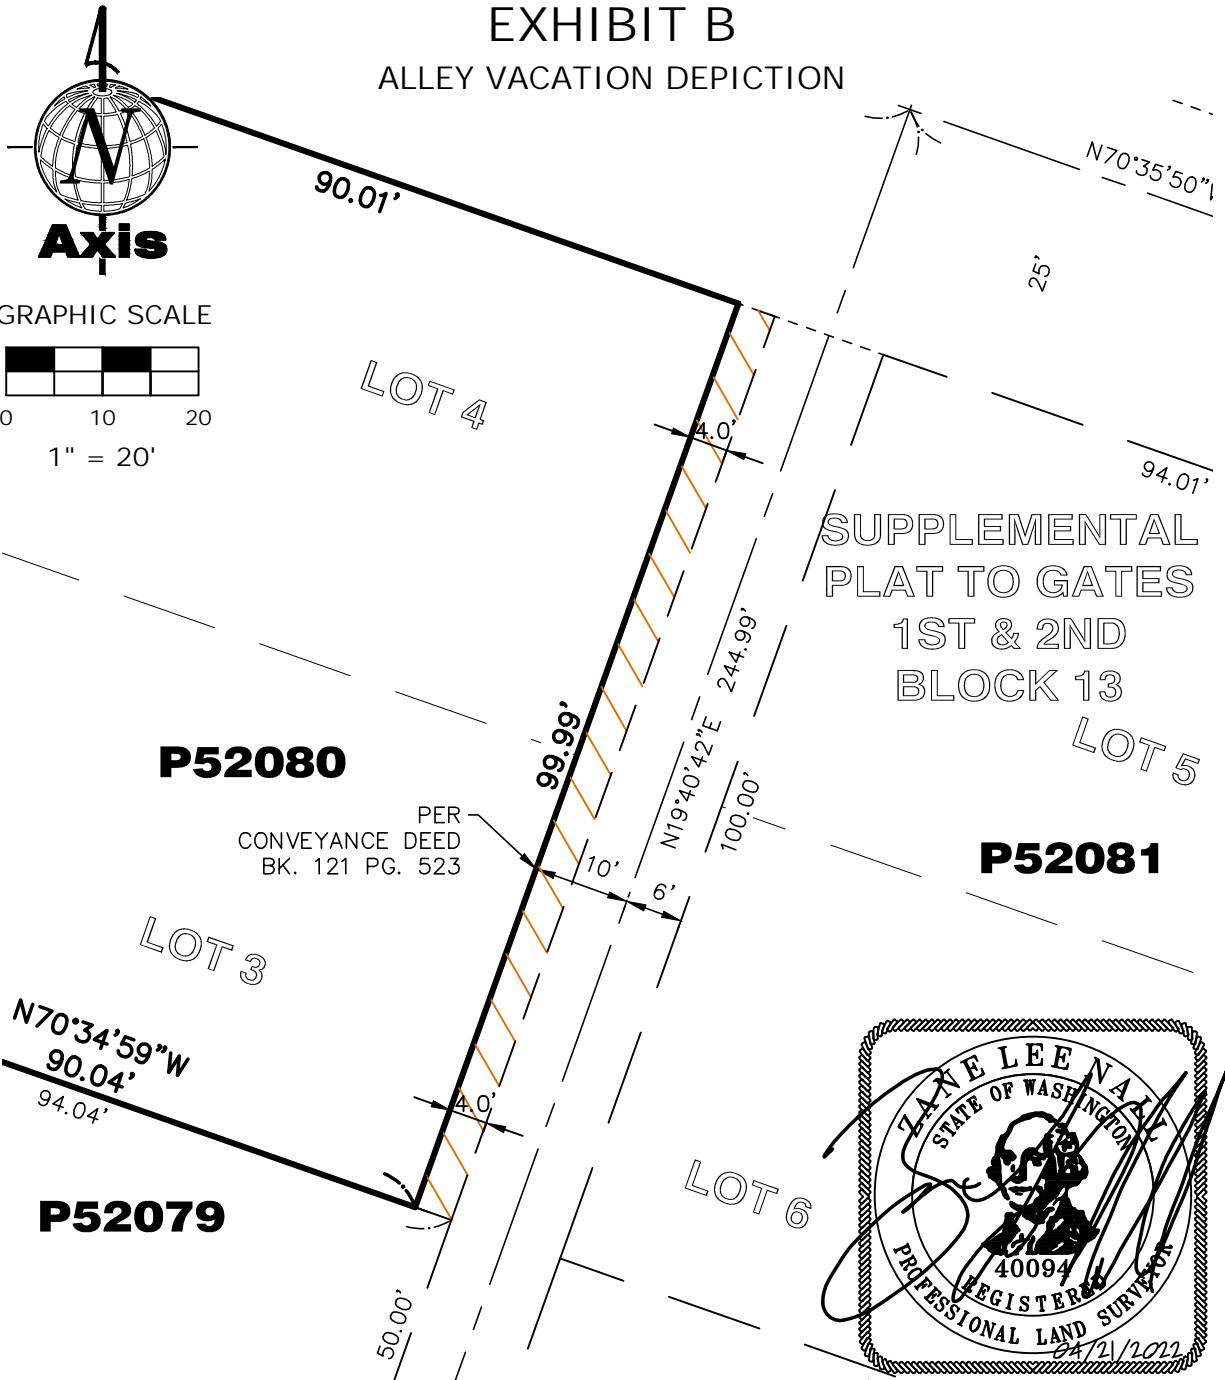 EXHIBIT B
ALLEY VACATION DEPICTION
N
Axis
GRAPHIC SCALE
0 10 20
1" = 20'
90.01'
N70°35'50"W
25'
LOT 4
4.0'
94.01'
SUPPLEMENTAL
PLAT TO GATES
1ST & 2ND
BLOCK 13
LOT 5
P52080
99.99'
N19°40'42"E 244.99'
100.00'
P52081
PER
CONVEYANCE DEED
BK. 121 PG. 523
10'
6'
LOT 3
N70°34'59"W
90.04'
94.04'
4.0'
P52079
LOT 6
50.00'
ZANE LEE NALL
STATE OF WASHINGTON
40094
REGISTERED
PROFESSIONAL LAND SURVEYOR
04/21/2022